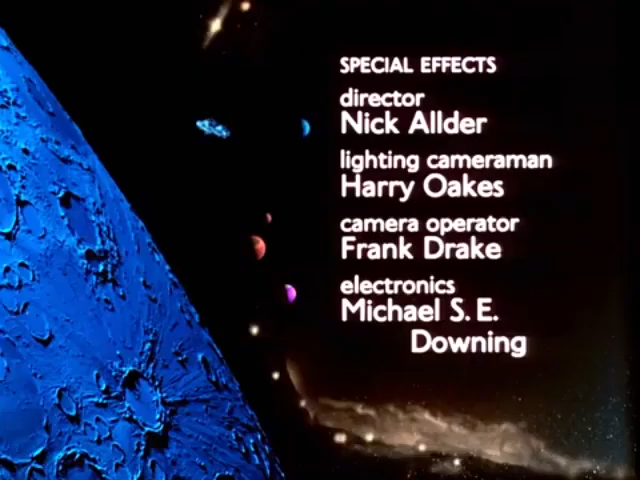 SPECIAL EFFECTS
director
Nick Allder
lighting cameraman
Harry Oakes
camera operator
Frank Drake
electronics
Michael S. E.
Downing